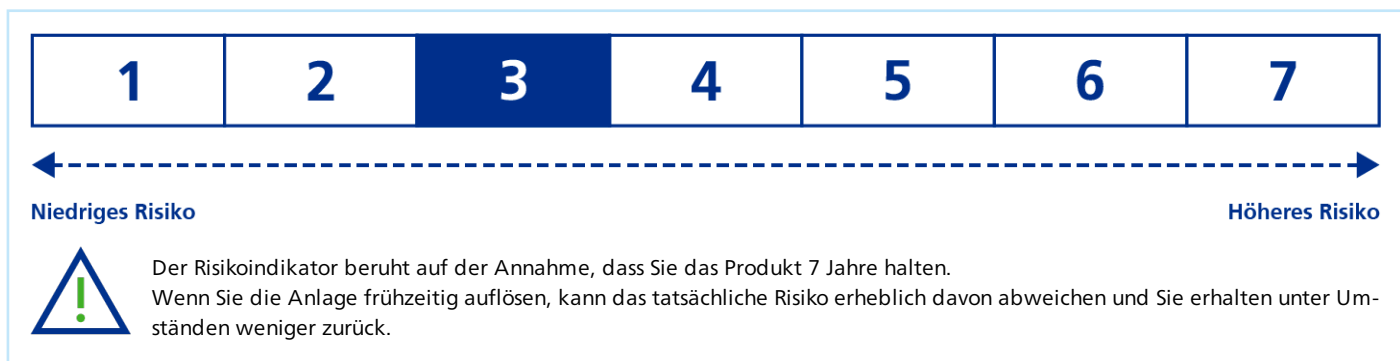 1 2 3 4 5 6 7
Niedriges Risiko Höheres Risiko
Der Risikoindikator beruht auf der Annahme, dass Sie das Produkt 7 Jahre halten.
Wenn Sie die Anlage frühzeitig auflösen, kann das tatsächliche Risiko erheblich davon abweichen und Sie erhalten unter Um-
ständen weniger zurück.